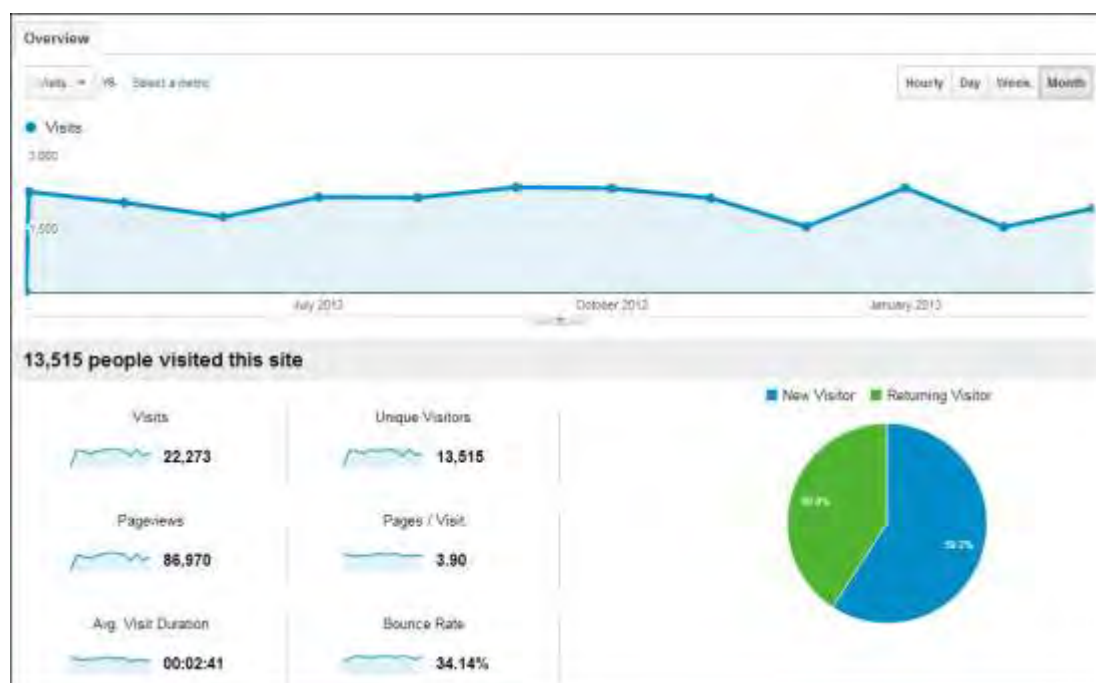 Overview
Visits VS. Select a metric
Hourly Day Week Month
Visits
3,000
1,500
July 2012 October 2012 January 2013
13,515 people visited this site
New Visitor Returning Visitor
Visits Unique Visitors
22,273 13,515
Pageviews Pages / Visit
86,970 3.90
59.2%
Avg. Visit Duration Bounce Rate
00:02:41 34.14%